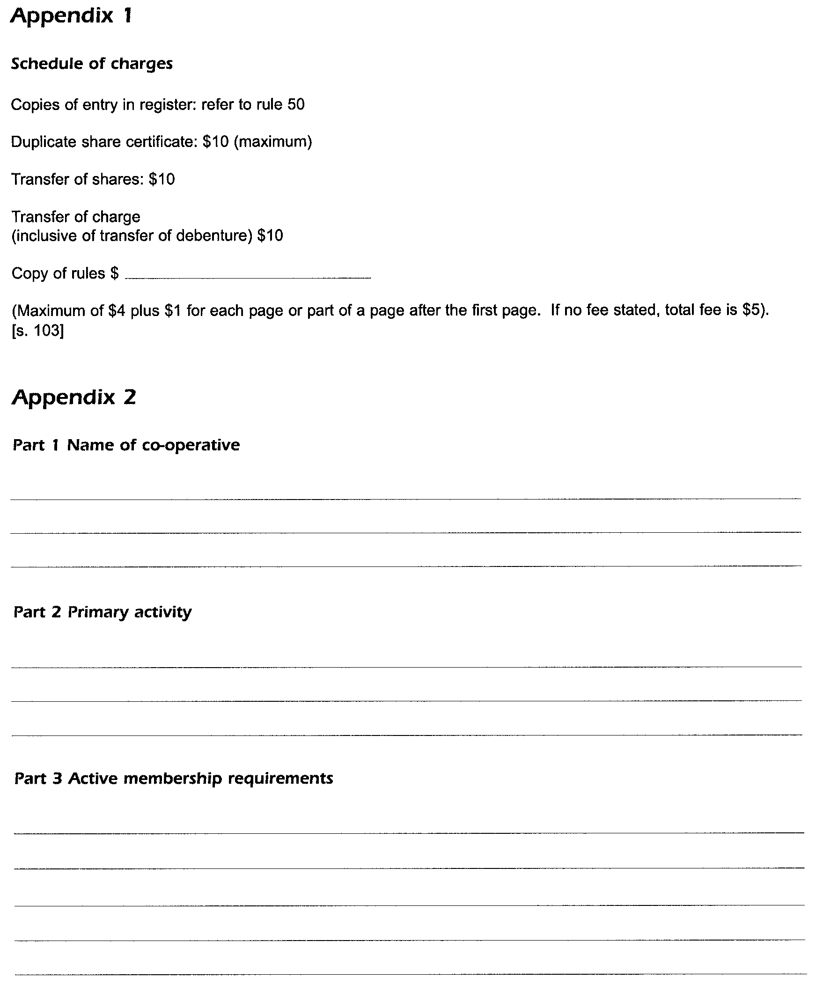 Appendix 1
Schedule of charges
Copies of entry in register: refer to rule 50
Duplicate share certificate: $10 (maximum)
Transfer of shares: $10
Transfer of charge
(inclusive of transfer of debenture) $10
Copy of rules $
(Maximum of $4 plus $1 for each page or part of a page after the first page. If no fee stated, total fee is $5).
[s. 103]
Appendix 2
Part 1 Name of co-operative
Part 2 Primary activity
Part 3 Active membership requirements